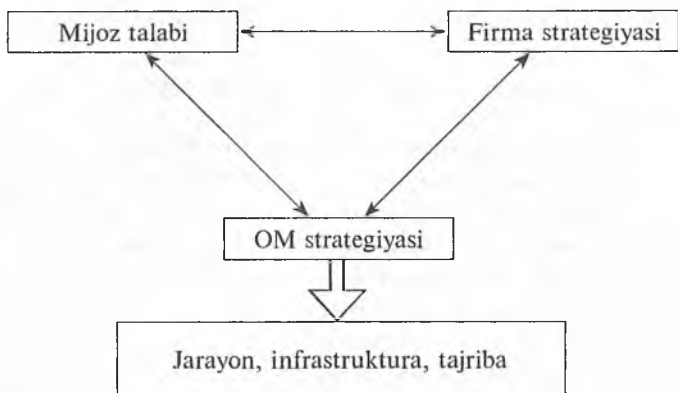 Mijoz talabi
Firma strategiyasi
OM strategiyasi
Jarayon, infrastruktura, tajriba